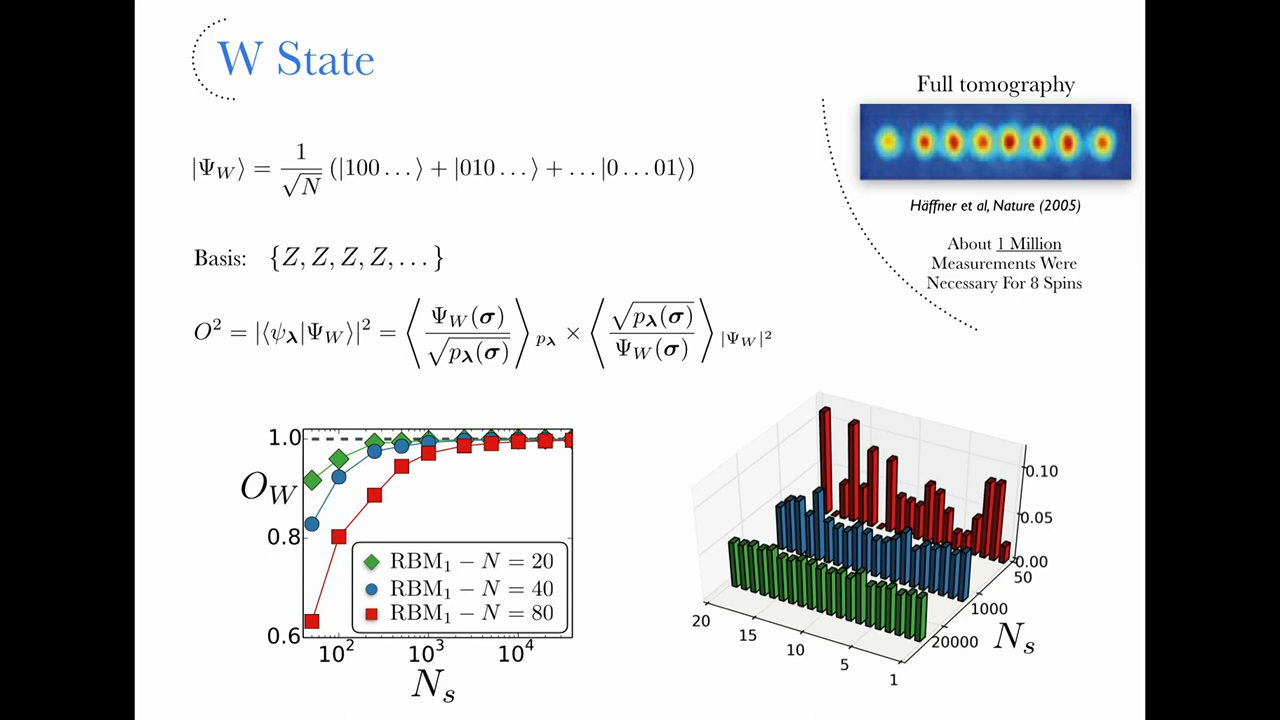 W State
Full tomography
|Ψ_W⟩ = 1/√N (|100...⟩ + |010...⟩ + ...|0...01⟩)
Häffner et al, Nature (2005)
About 1 Million
Measurements Were
Necessary For 8 Spins
Basis: {Z, Z, Z, Z, ...}
O² = |⟨ψ_λ|Ψ_W⟩|² = ⟨Ψ_W(σ)/√p_λ(σ)⟩_p_λ × ⟨√p_λ(σ)/Ψ_W(σ)⟩_|Ψ_W|²
1.0
O_W
0.8
0.6
RBM₁ − N = 20
RBM₁ − N = 40
RBM₁ − N = 80
10² 10³ 10⁴
N_s
0.10
0.05
0.00
50
1000
20000
N_s
20
15
10
5
1